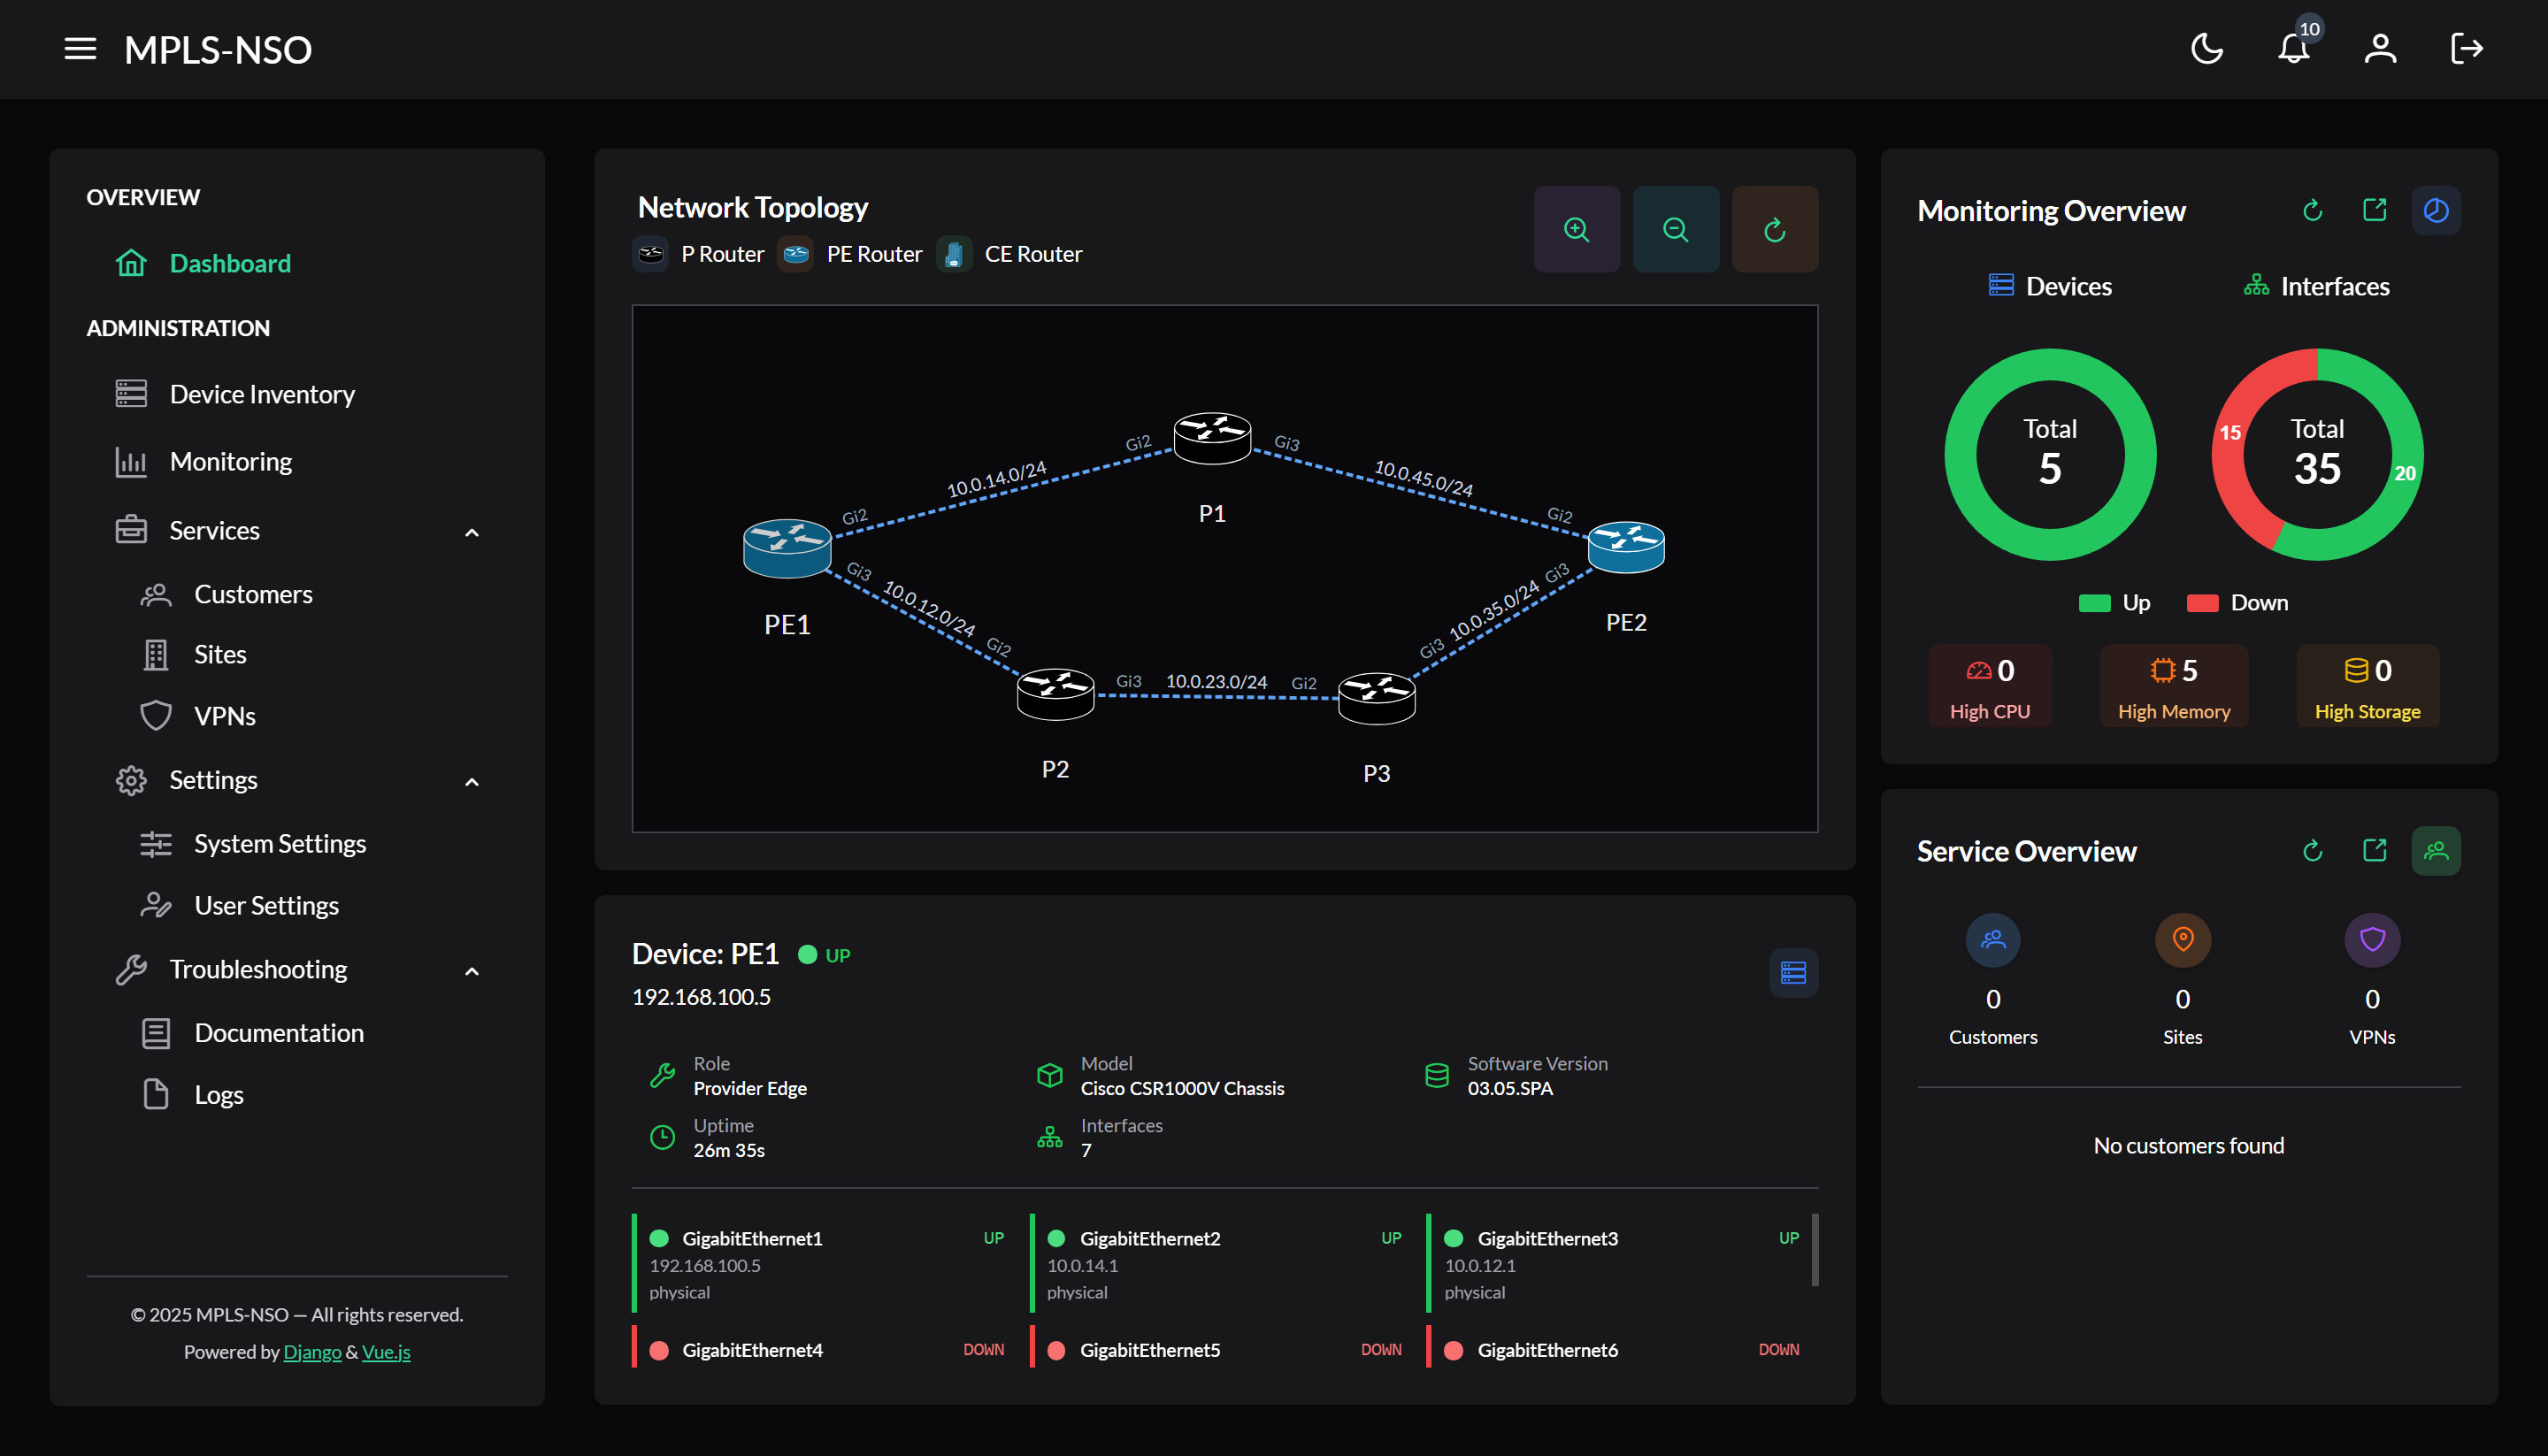 MPLS-NSO
10
OVERVIEW
Dashboard
ADMINISTRATION
Device Inventory
Monitoring
Services
Customers
Sites
VPNs
Settings
System Settings
User Settings
Troubleshooting
Documentation
Logs
© 2025 MPLS-NSO — All rights reserved.
Powered by Django & Vue.js
Network Topology
P Router PE Router CE Router
Gi2 10.0.14.0/24 Gi2
Gi3 10.0.45.0/24 Gi2
P1
PE1
PE2
Gi3 10.0.12.0/24 Gi2
Gi3 10.0.35.0/24 Gi3
Gi3 10.0.23.0/24 Gi2
P2
P3
Device: PE1 UP
192.168.100.5
Role
Provider Edge
Model
Cisco CSR1000V Chassis
Software Version
03.05.SPA
Uptime
26m 35s
Interfaces
7
GigabitEthernet1 UP
192.168.100.5
physical
GigabitEthernet2 UP
10.0.14.1
physical
GigabitEthernet3 UP
10.0.12.1
physical
GigabitEthernet4 DOWN
GigabitEthernet5 DOWN
GigabitEthernet6 DOWN
Monitoring Overview
Devices
Interfaces
Total
5
Total
35
15
20
Up Down
0
High CPU
5
High Memory
0
High Storage
Service Overview
0
Customers
0
Sites
0
VPNs
No customers found